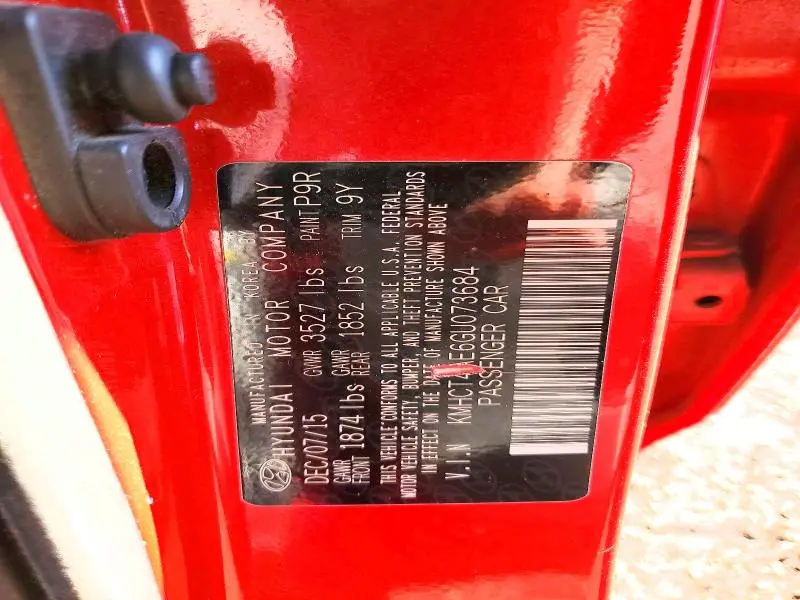 MANUFACTURED IN KOREA BY
HYUNDAI MOTOR COMPANY
DEC/07/15 GVWR 3527 lbs PAINT P9R
GAWR FRONT 1874 lbs GAWR REAR 1852 lbs TRIM 9Y
THIS VEHICLE CONFORMS TO ALL APPLICABLE U.S.A. FEDERAL
MOTOR VEHICLE SAFETY, BUMPER, AND THEFT PREVENTION STANDARDS
IN EFFECT ON THE DATE OF MANUFACTURE SHOWN ABOVE
V.I.N
PASSENGER CAR